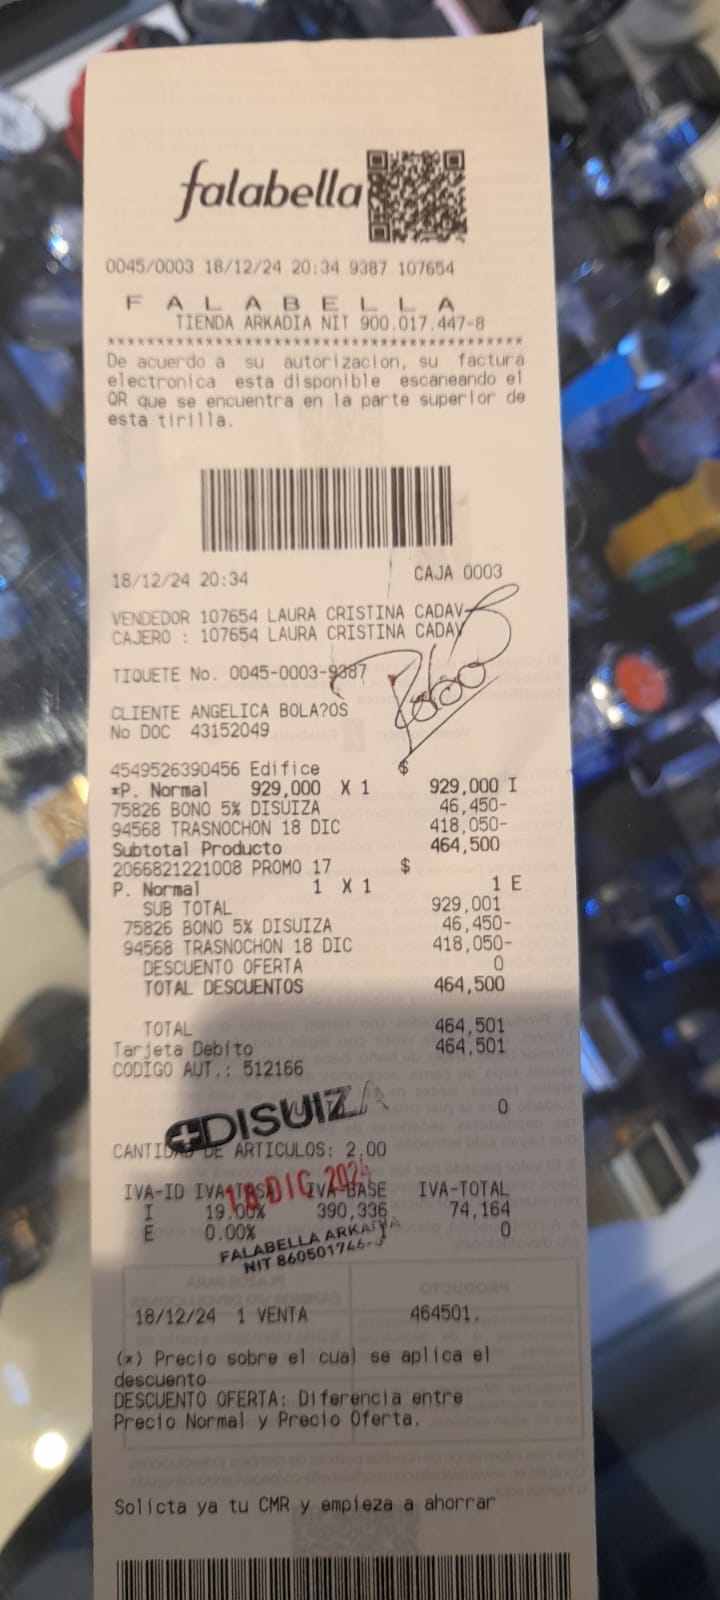 falabella
0045/0003 18/12/24 20:34 9387 107654
F A L A B E L L A
TIENDA ARKADIA NIT 900.017.447-8
****************************************
De acuerdo a su autorizacion, su factura
electronica esta disponible escaneando el
QR que se encuentra en la parte superior de
esta tirilla.
18/12/24 20:34 CAJA 0003
VENDEDOR 107654 LAURA CRISTINA CADAV
CAJERO : 107654 LAURA CRISTINA CADAV
TIQUETE No. 0045-0003-9387
CLIENTE ANGELICA BOLA?OS
No DOC 43152049
4549526390456 Edifice $
*P. Normal 929,000 X 1 929,000 I
75826 BONO 5% DISUIZA 46,450-
94568 TRASNOCHON 18 DIC 418,050-
Subtotal Producto 464,500
2066821221008 PROMO 17 $
P. Normal 1 X 1 1 E
SUB TOTAL 929,001
75826 BONO 5% DISUIZA 46,450-
94568 TRASNOCHON 18 DIC 418,050-
DESCUENTO OFERTA 0
TOTAL DESCUENTOS 464,500
TOTAL 464,501
Tarjeta Debito 464,501
CODIGO AUT.: 512166
0
DISUIZA
CANTIDAD DE ARTICULOS: 2,00
18 DIC 2024
IVA-ID IVA-TASA IVA-BASE IVA-TOTAL
I 19.00% 390,336 74,164
E 0.00% 1 0
FALABELLA ARKADIA
NIT 860501746-3
18/12/24 1 VENTA 464501.
(*) Precio sobre el cual se aplica el
descuento
DESCUENTO OFERTA: Diferencia entre
Precio Normal y Precio Oferta.
Solicta ya tu CMR y empieza a ahorrar